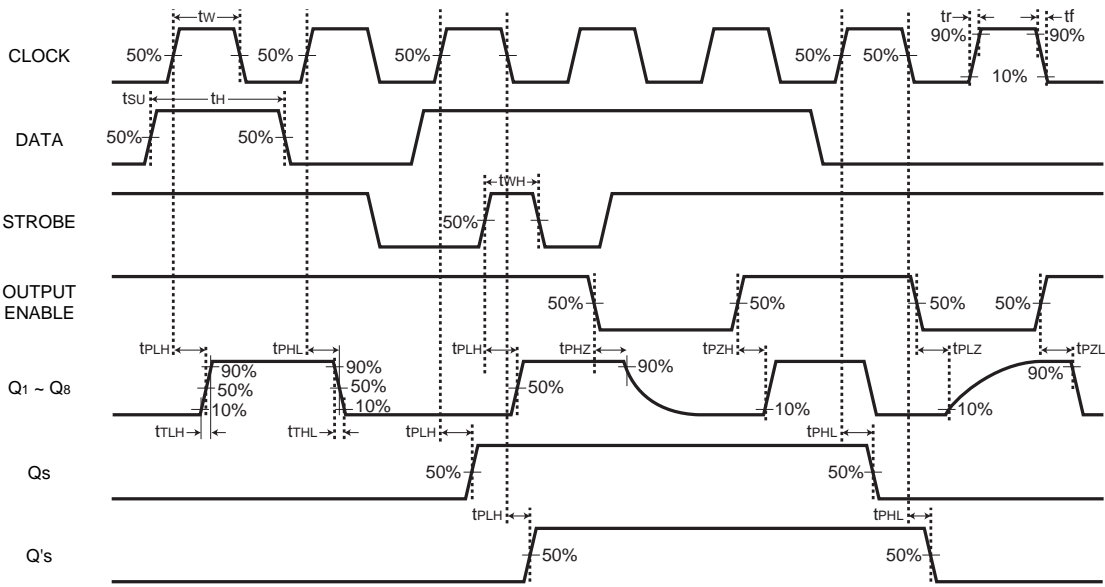 tW
tr
tf
CLOCK
50%
50%
50%
50%
50%
90%
90%
10%
tSU
tH
DATA
50%
50%
tWH
STROBE
50%
OUTPUT
ENABLE
50%
50%
50%
50%
tPLH
tPHL
tPLH
tPHZ
tPZH
tPLZ
tPZL
Q1 ~ Q8
90%
50%
10%
90%
50%
10%
50%
90%
10%
10%
90%
tTLH
tTHL
tPLH
tPHL
Qs
50%
50%
tPLH
tPHL
Q's
50%
50%